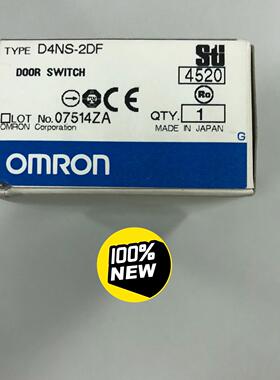 TYPE D4NS-2DF
Sti
DOOR SWITCH
4520
LOT No. 07514ZA
QTY. 1
OMRON Corporation
MADE IN JAPAN
G
OMRON
100%
NEW